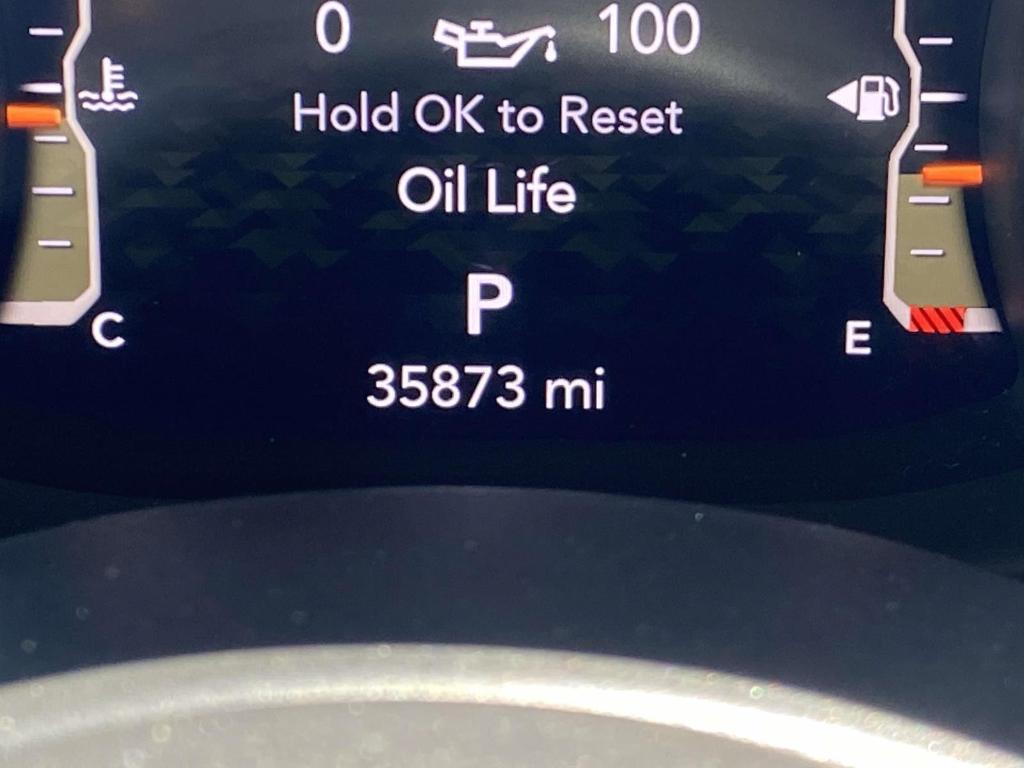 0 100
Hold OK to Reset
Oil Life
P
C E
35873 mi